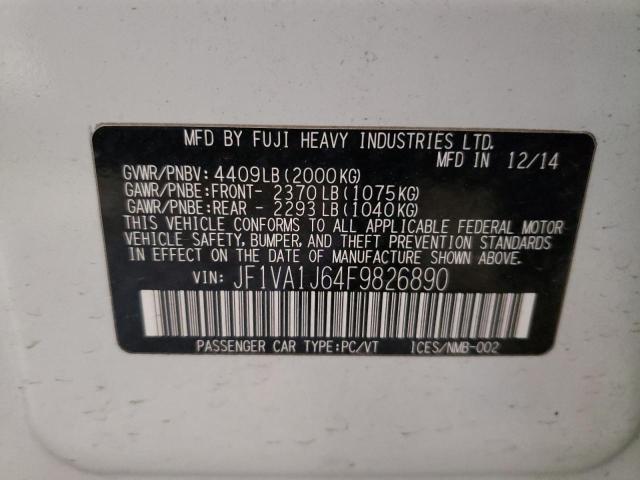 MFD BY FUJI HEAVY INDUSTRIES LTD.
MFD IN 12/14
GVWR/PNBV: 4409LB(2000KG)
GAWR/PNBE:FRONT- 2370LB(1075KG)
GAWR/PNBE:REAR - 2293LB(1040KG)
THIS VEHICLE CONFORMS TO ALL APPLICABLE FEDERAL MOTOR
VEHICLE SAFETY, BUMPER, AND THEFT PREVENTION STANDARDS
IN EFFECT ON THE DATE OF MANUFACTURE SHOWN ABOVE.
VIN: JF1VA1J64F9826890
PASSENGER CAR TYPE:PC/VT ICES/NMB-002